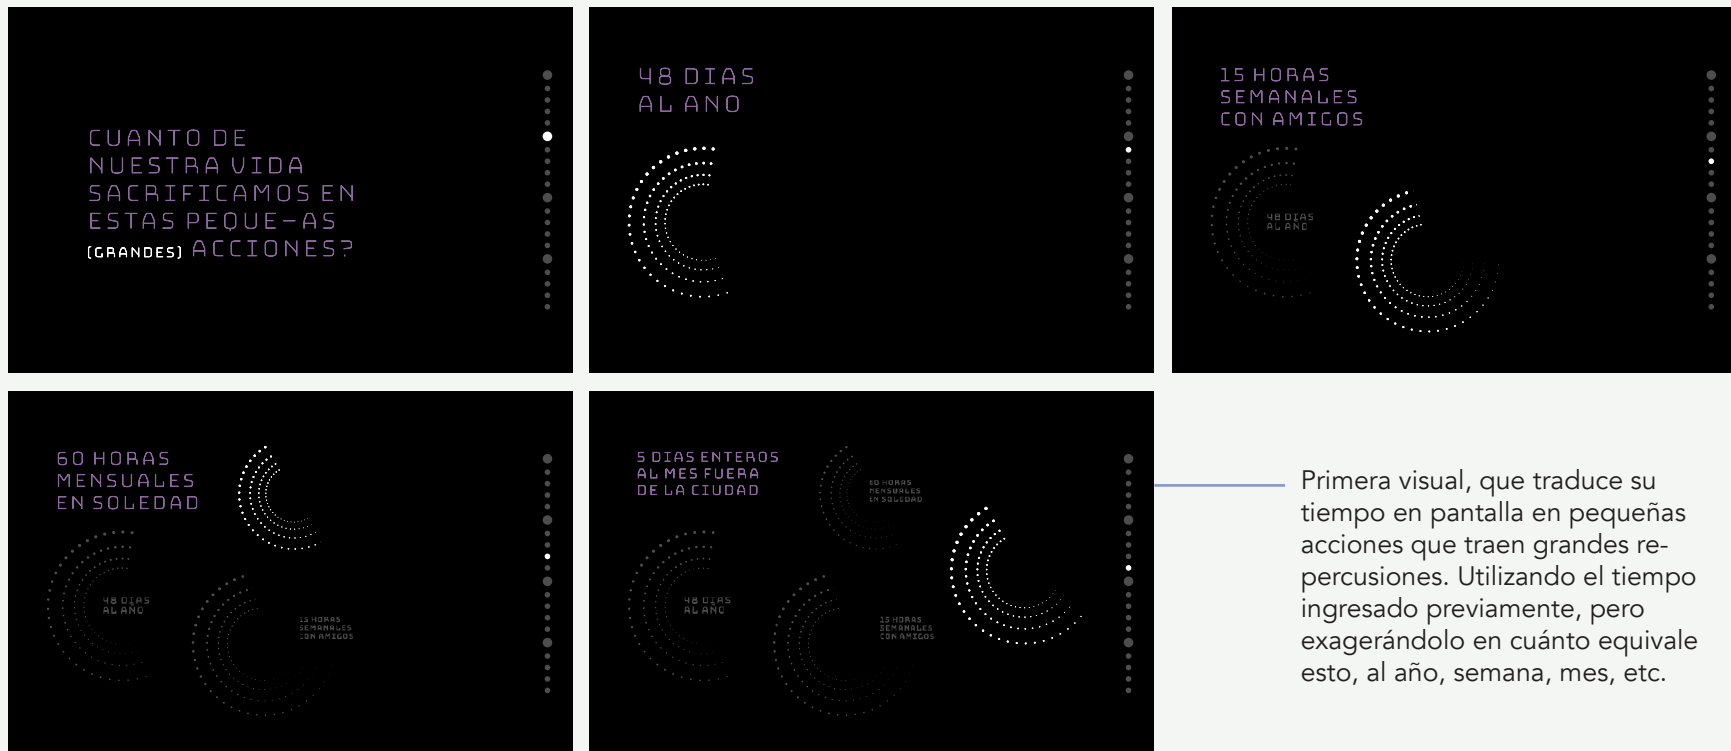 CUANTO DE
NUESTRA VIDA
SACRIFICAMOS EN
ESTAS PEQUE-AS
(GRANDES) ACCIONES?
48 DIAS
AL ANO
15 HORAS
SEMANALES
CON AMIGOS
48 DIAS
AL ANO
60 HORAS
MENSUALES
EN SOLEDAD
48 DIAS
AL ANO
15 HORAS
SEMANALES
CON AMIGOS
5 DIAS ENTEROS
AL MES FUERA
DE LA CIUDAD
60 HORAS
MENSUALES
EN SOLEDAD
48 DIAS
AL ANO
15 HORAS
SEMANALES
CON AMIGOS
Primera visual, que traduce su
tiempo en pantalla en pequeñas
acciones que traen grandes re-
percusiones. Utilizando el tiempo
ingresado previamente, pero
exagerándolo en cuánto equivale
esto, al año, semana, mes, etc.